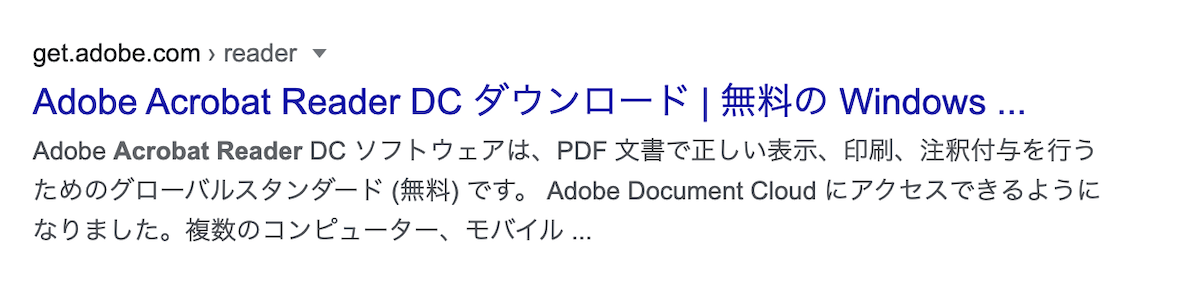 get.adobe.com › reader
Adobe Acrobat Reader DC ダウンロード | 無料の Windows ...
Adobe Acrobat Reader DC ソフトウェアは、PDF 文書で正しい表示、印刷、注釈付与を行う
ためのグローバルスタンダード (無料) です。 Adobe Document Cloud にアクセスできるように
なりました。複数のコンピューター、モバイル ...